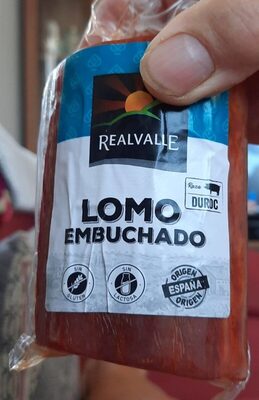 REALVALLE
Raza
DUROC
LOMO
EMBUCHADO
SIN
GLUTEN
SIN
LACTOSA
ORIGEN
ESPAÑA
ORIGEN